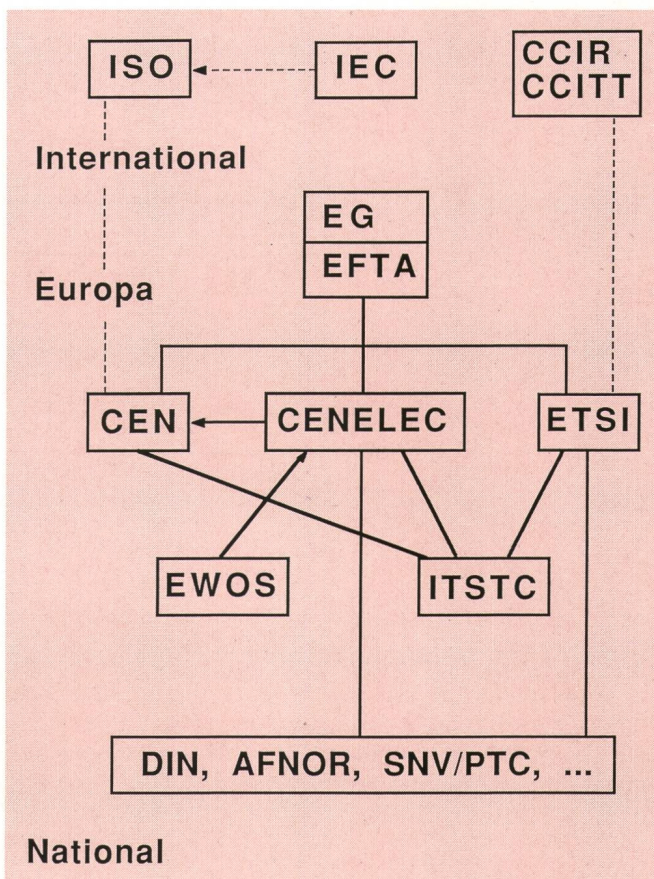 ISO
IEC
CCIR
CCITT
International
EG
EFTA
Europa
CEN
CENELEC
ETSI
EWOS
ITSTC
DIN, AFNOR, SNV/PTC, ...
National